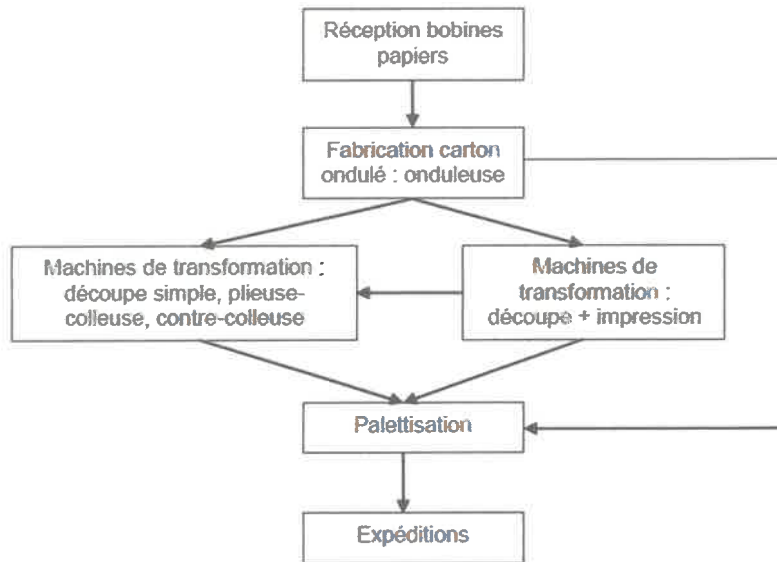 Réception bobines
papiers
Fabrication carton
ondulé : onduleuse
Machines de transformation :
découpe simple, plieuse-
colleuse, contre-colleuse
Machines de
transformation :
découpe + impression
Palettisation
Expéditions